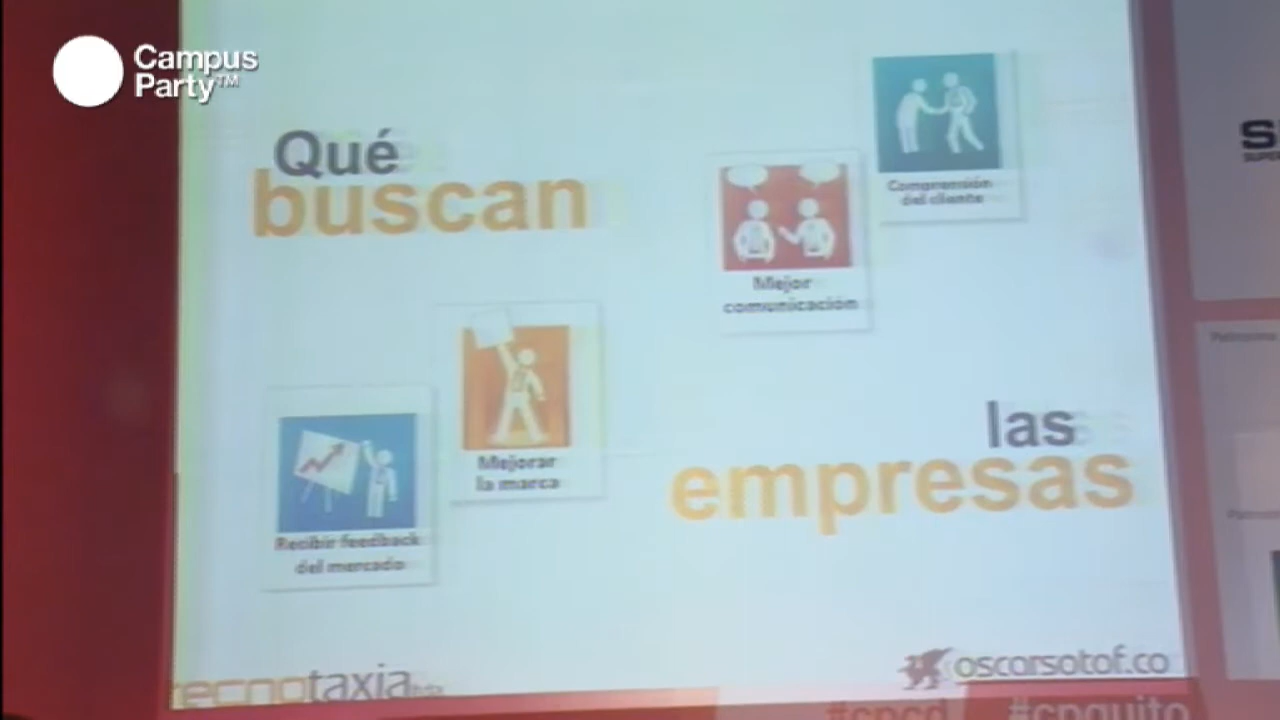 Campus
Party™
Qué
buscan
Comprensión
del cliente
Mejor
comunicación
Mejorar
la marca
Recibir feedback
del mercado
las
empresas
oscarsotof.co
#cpcd #cpquito